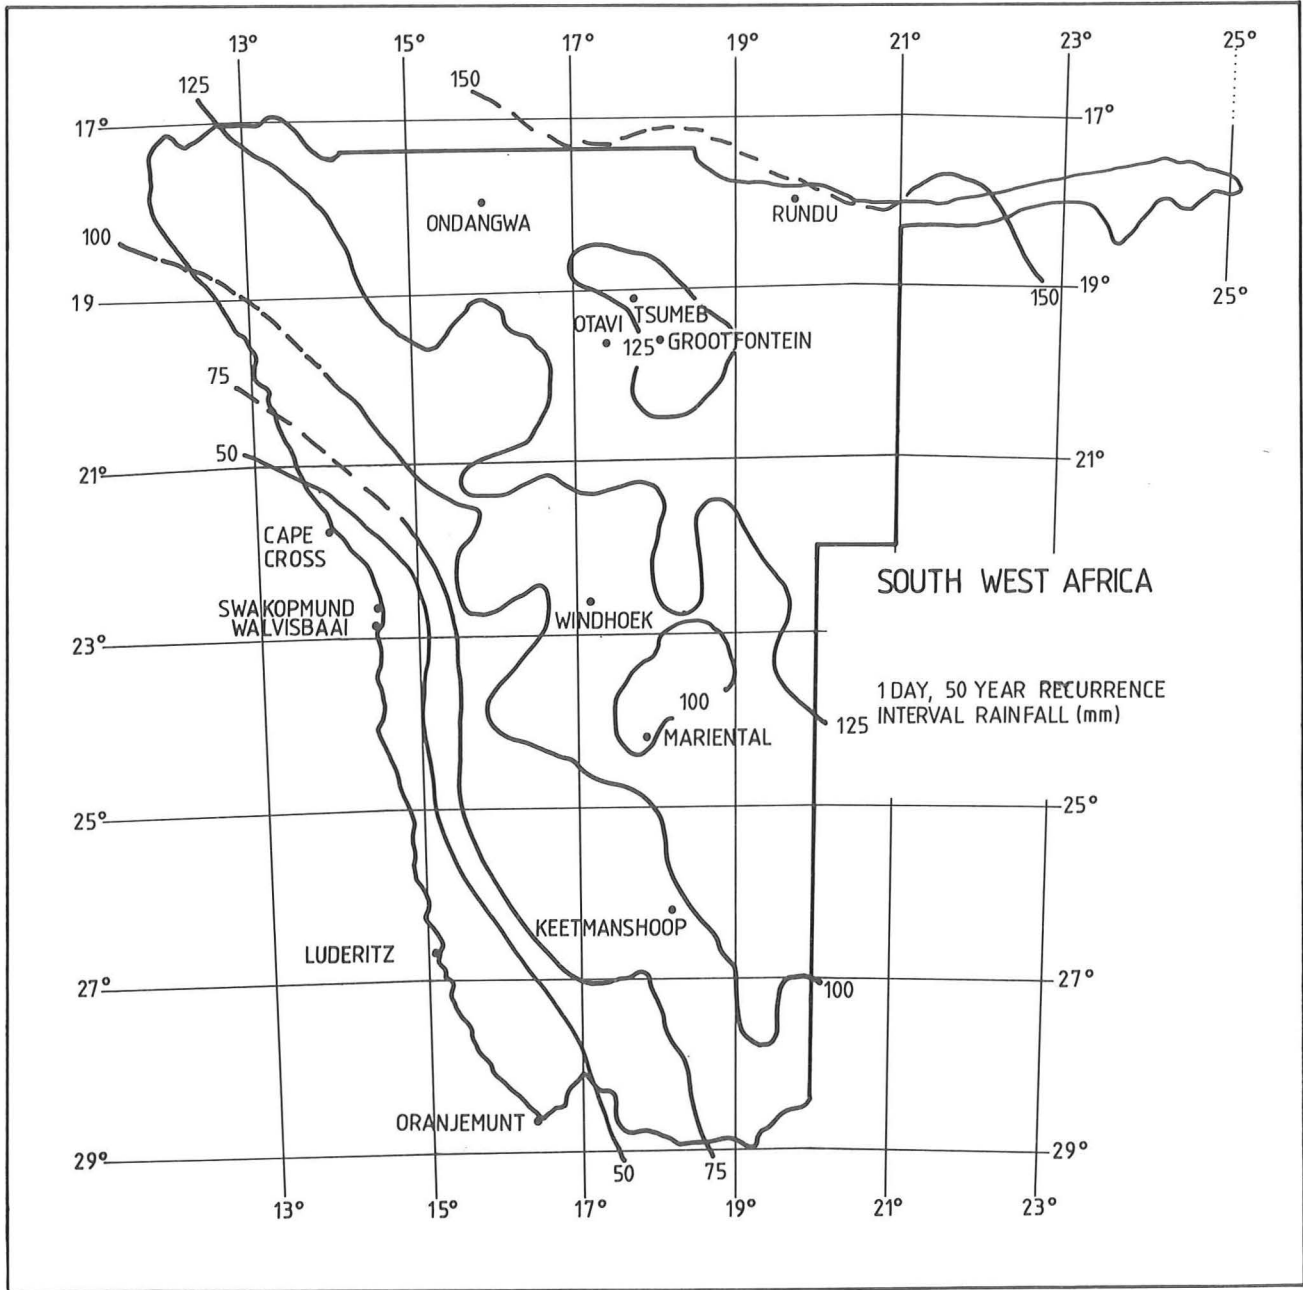 13° 15° 17° 19° 21° 23° 25°
125
150
17°
17°
ONDANGWA
RUNDU
100
19
TSUMEB
OTAVI
125
GROOTFONTEIN
19°
150
25°
75
50
21°
21°
CAPE
CROSS
SOUTH WEST AFRICA
SWAKOPMUND
WALVISBAAI
WINDHOEK
23°
1 DAY, 50 YEAR RECURRENCE
INTERVAL RAINFALL (mm)
100
125
MARIENTAL
25°
25°
KEETMANSHOOP
LUDERITZ
27°
27°
100
ORANJEMUNT
29°
29°
50
75
13° 15° 17° 19° 21° 23°